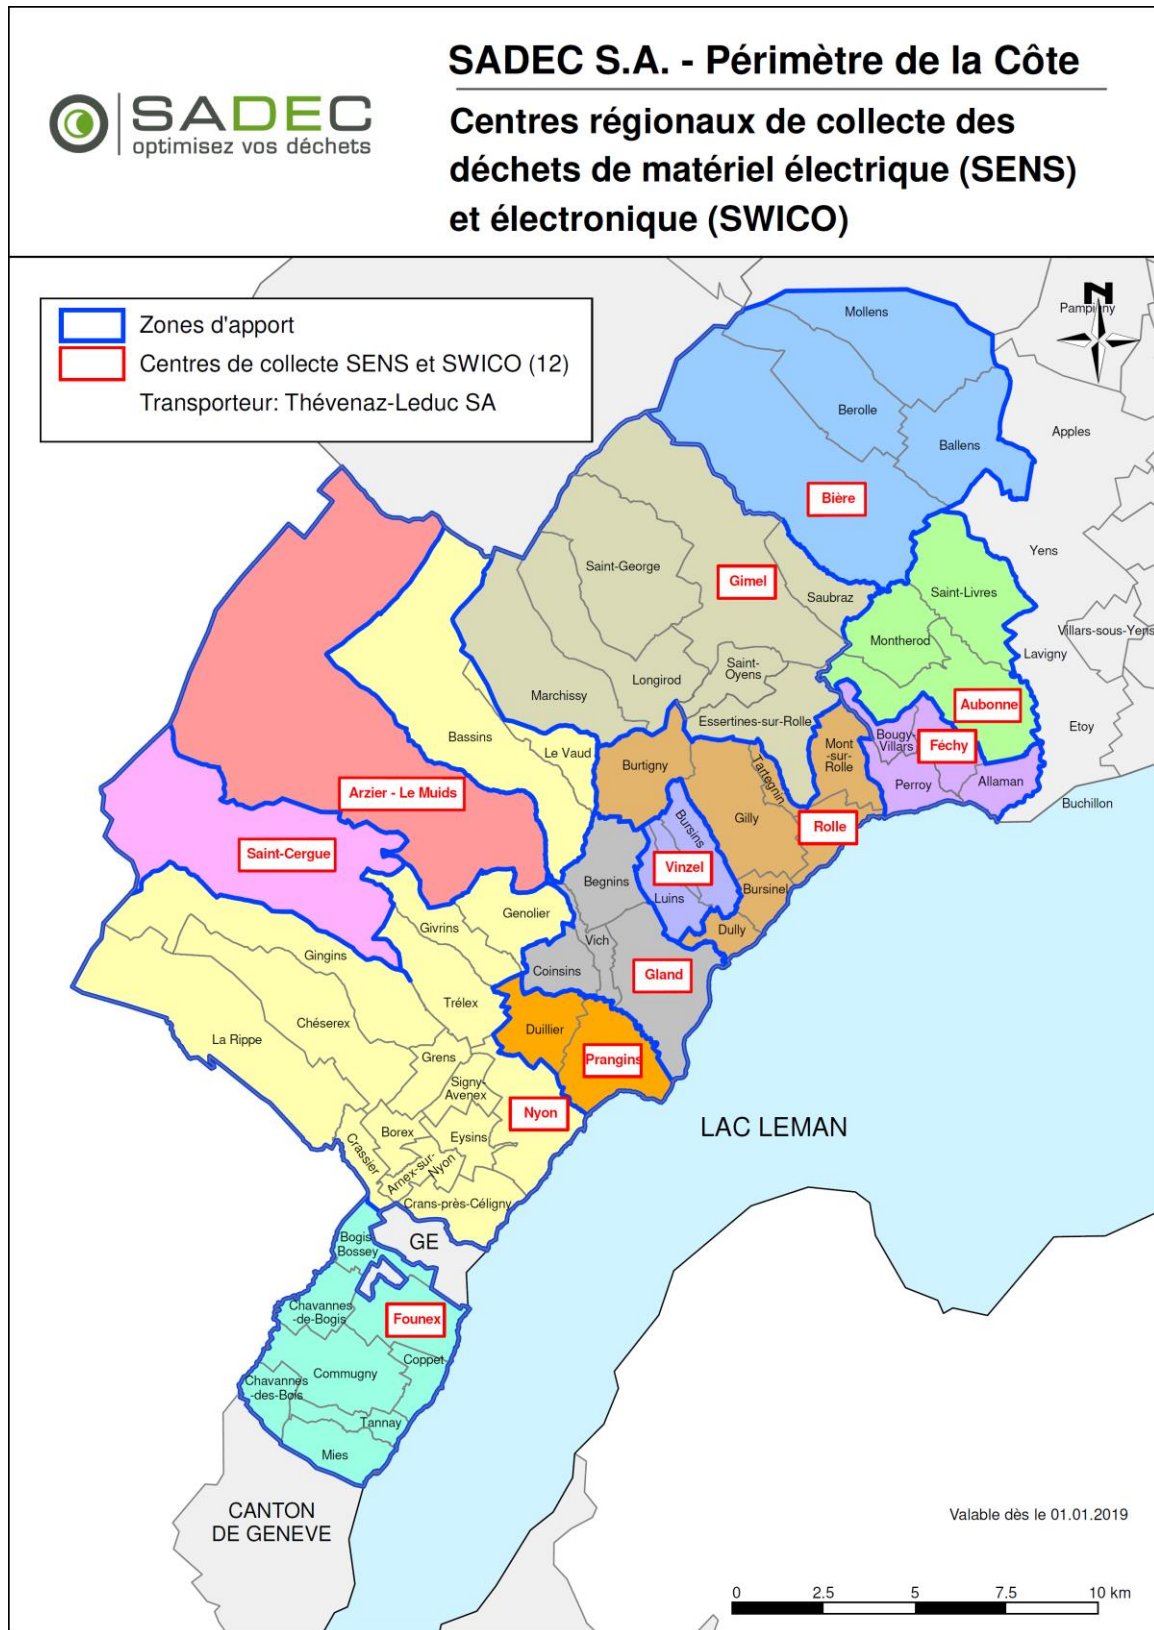 SADEC
optimisez vos déchets
SADEC S.A. - Périmètre de la Côte
Centres régionaux de collecte des
déchets de matériel électrique (SENS)
et électronique (SWICO)
Zones d'apport
Centres de collecte SENS et SWICO (12)
Transporteur: Thévenaz-Leduc SA
N
Pampigny
Mollens
Berolle
Ballens
Apples
Bière
Yens
Saint-George
Gimel
Saubraz
Saint-Livres
Villars-sous-Yens
Montherod
Lavigny
Saint-
Oyens
Longirod
Marchissy
Aubonne
Essertines-sur-Rolle
Etoy
Bassins
Le Vaud
Mont
-sur
-Rolle
Bougy-
Villars
Féchy
Burtigny
Tartegnin
Perroy
Allaman
Buchillon
Arzier - Le Muids
Gilly
Rolle
Bursins
Saint-Cergue
Vinzel
Begnins
Luins
Bursinel
Genolier
Givrins
Vich
Dully
Gingins
Coinsins
Gland
Trélex
Chéserex
La Rippe
Duillier
Prangins
Grens
Signy-
Avenex
Nyon
LAC LEMAN
Borex
Eysins
Crassier
Arnex-sur-
Nyon
Crans-près-Céligny
GE
Bogis-
Bossey
Chavannes
-de-Bogis
Founex
Coppet
Commugny
Chavannes
-des-Bois
Tannay
Mies
CANTON
DE GENEVE
Valable dès le 01.01.2019
0 2.5 5 7.5 10 km